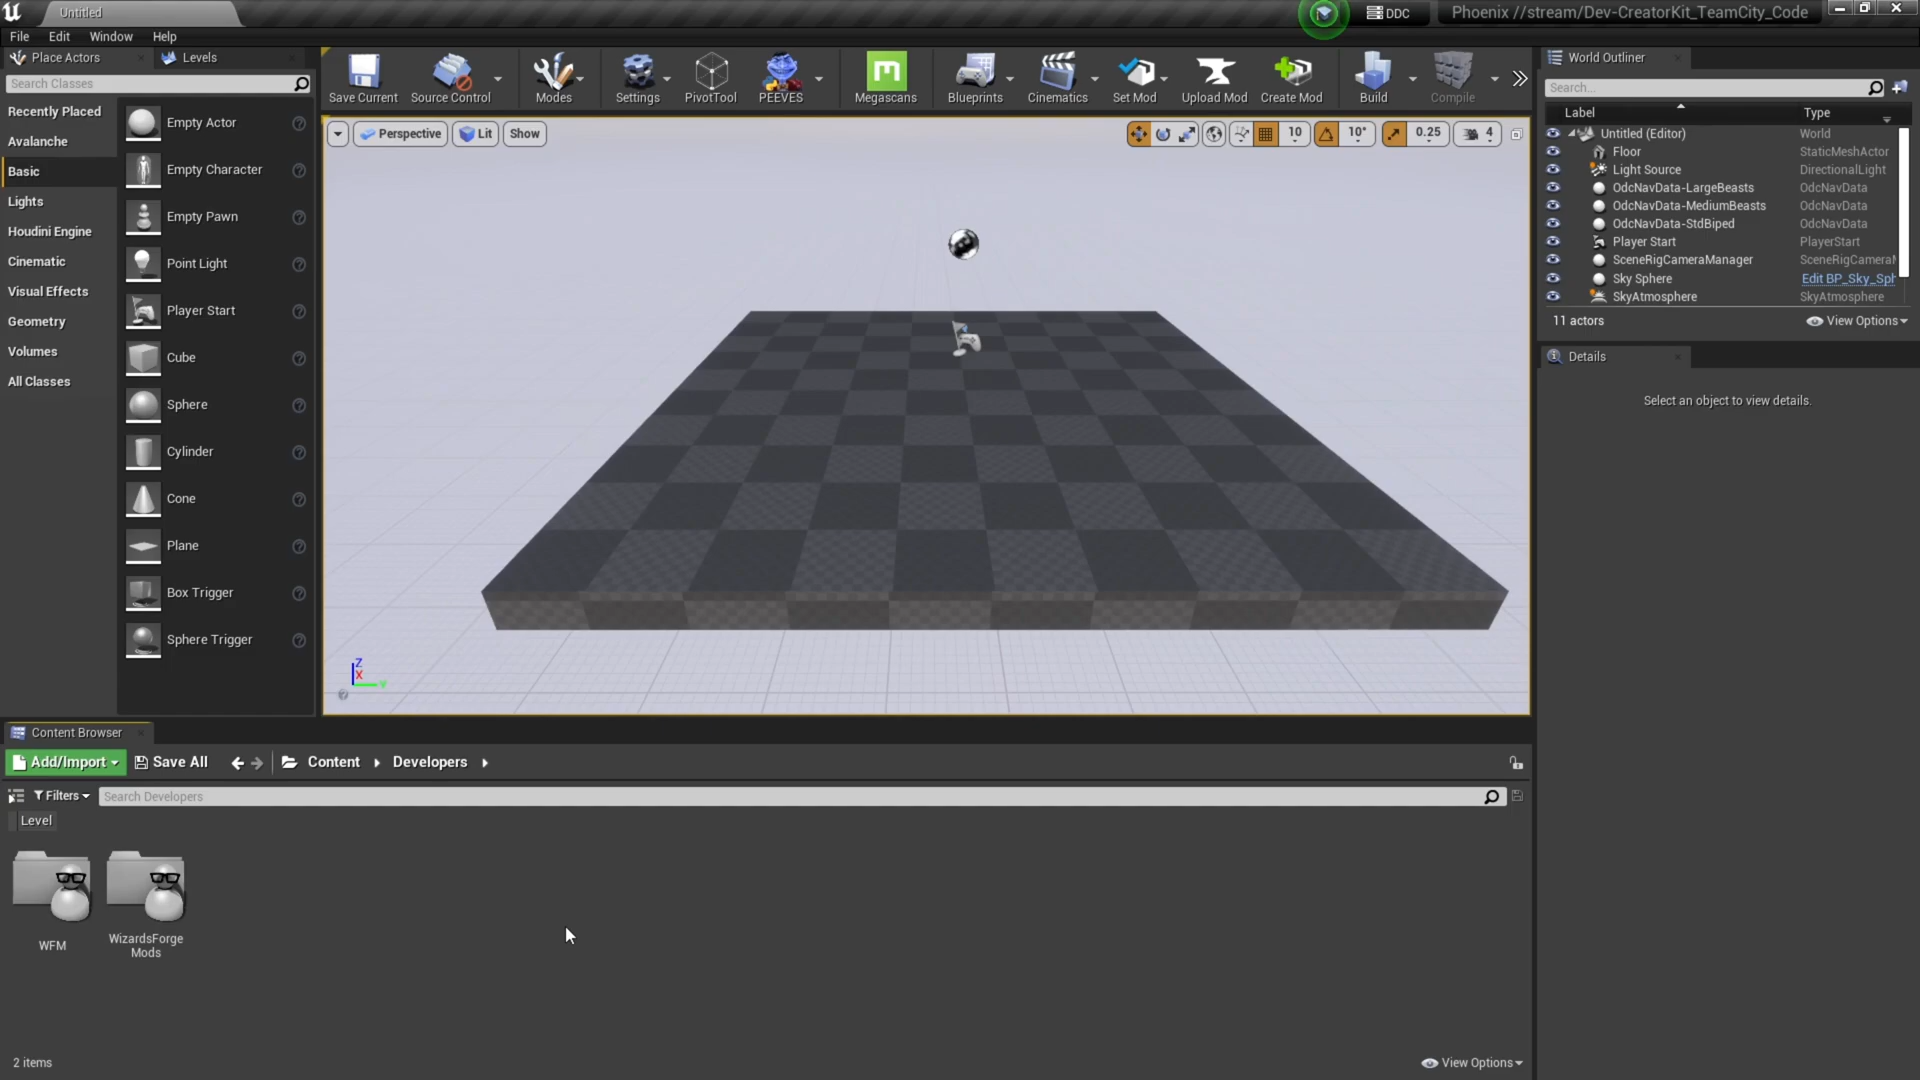 Untitled
DDC
Phoenix //stream/Dev-CreatorKit_TeamCity_Code
File Edit Window Help
Place Actors
Levels
Search Classes
Recently Placed
Avalanche
Basic
Lights
Houdini Engine
Cinematic
Visual Effects
Geometry
Volumes
All Classes
Empty Actor
Empty Character
Empty Pawn
Point Light
Player Start
Cube
Sphere
Cylinder
Cone
Plane
Box Trigger
Sphere Trigger
Save Current
Source Control
Modes
Settings
PivotTool
PEEVES
Megascans
Blueprints
Cinematics
Set Mod
Upload Mod
Create Mod
Build
Compile
Perspective
Lit
Show
10
10°
0.25
4
Z
X
Y
World Outliner
Search...
Label Type
Untitled (Editor) World
Floor StaticMeshActor
Light Source DirectionalLight
OdcNavData-LargeBeasts OdcNavData
OdcNavData-MediumBeasts OdcNavData
OdcNavData-StdBiped OdcNavData
Player Start PlayerStart
SceneRigCameraManager SceneRigCameraM
Sky Sphere Edit BP_Sky_Sph
SkyAtmosphere SkyAtmosphere
11 actors
View Options
Details
Select an object to view details.
Content Browser
Add/Import
Save All
Content
Developers
Filters
Search Developers
Level
WFM
WizardsForge
Mods
2 items
View Options